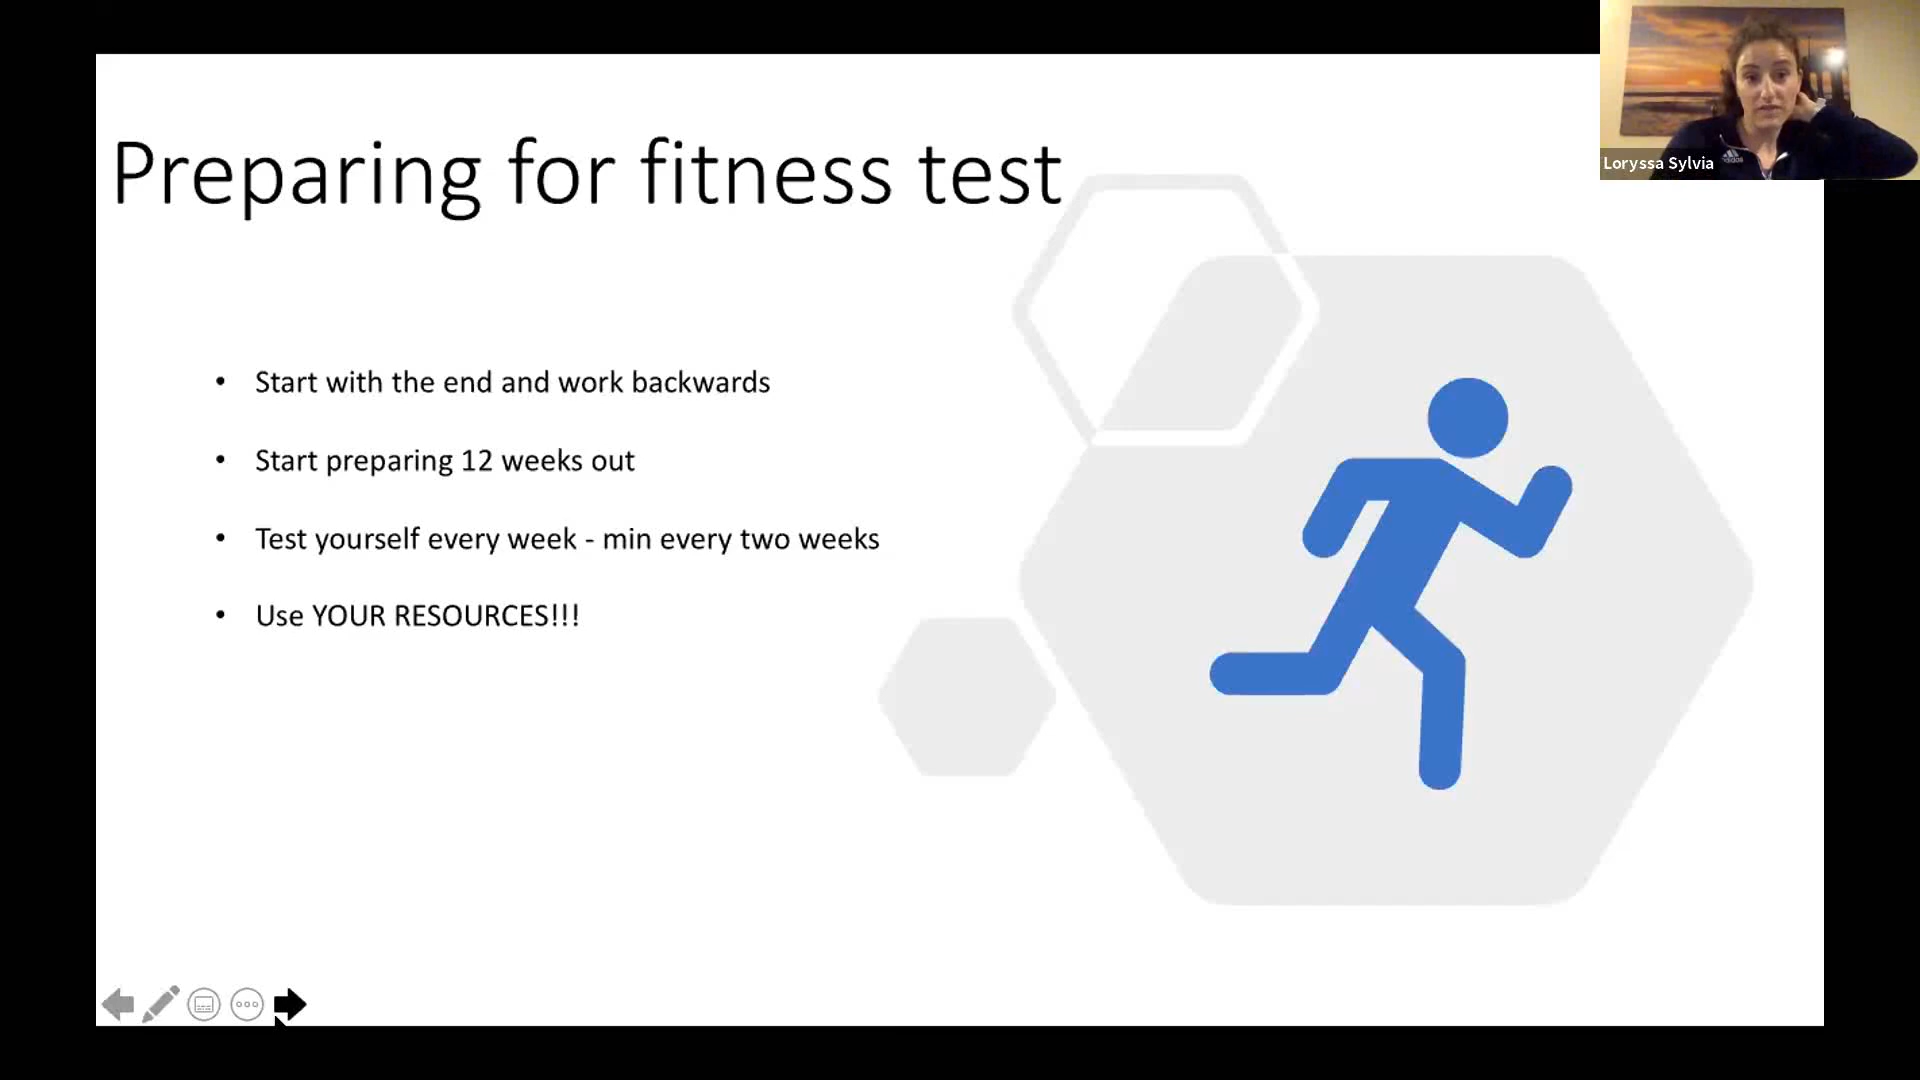 Preparing for fitness test
• Start with the end and work backwards
• Start preparing 12 weeks out
• Test yourself every week - min every two weeks
• Use YOUR RESOURCES!!!
Loryssa Sylvia
adidas